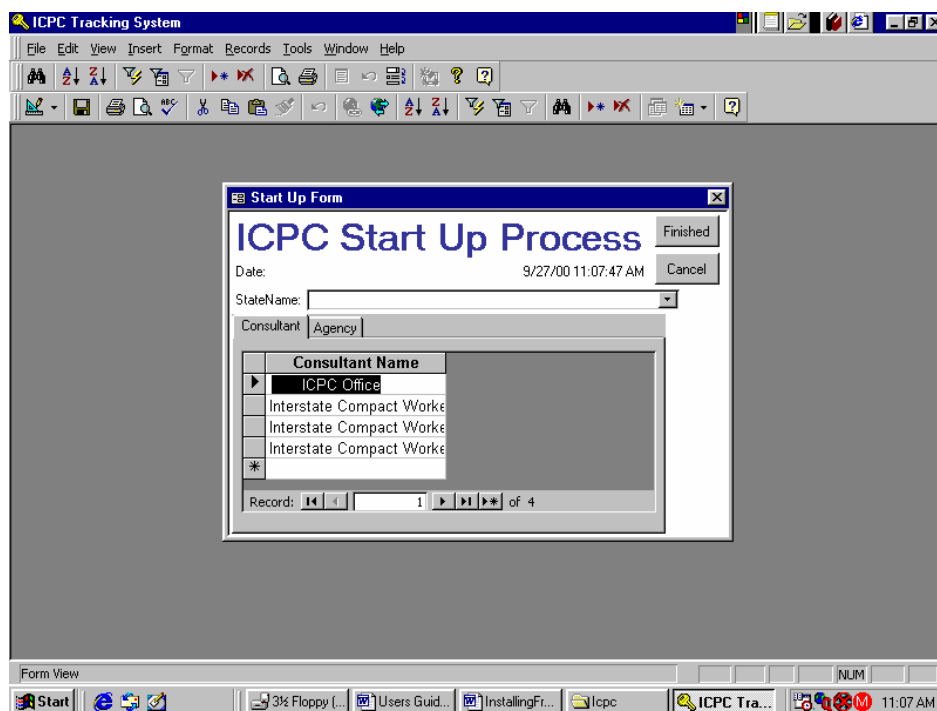 ICPC Tracking System
File Edit View Insert Format Records Tools Window Help
Start Up Form
ICPC Start Up Process
Finished
Date: 9/27/00 11:07:47 AM
Cancel
StateName:
Consultant Agency
Consultant Name
ICPC Office
Interstate Compact Worke
Interstate Compact Worke
Interstate Compact Worke
Record: 1 of 4
Form View NUM
Start 3½ Floppy (... Users Guid... InstallingFr... Icpc ICPC Tra... 11:07 AM